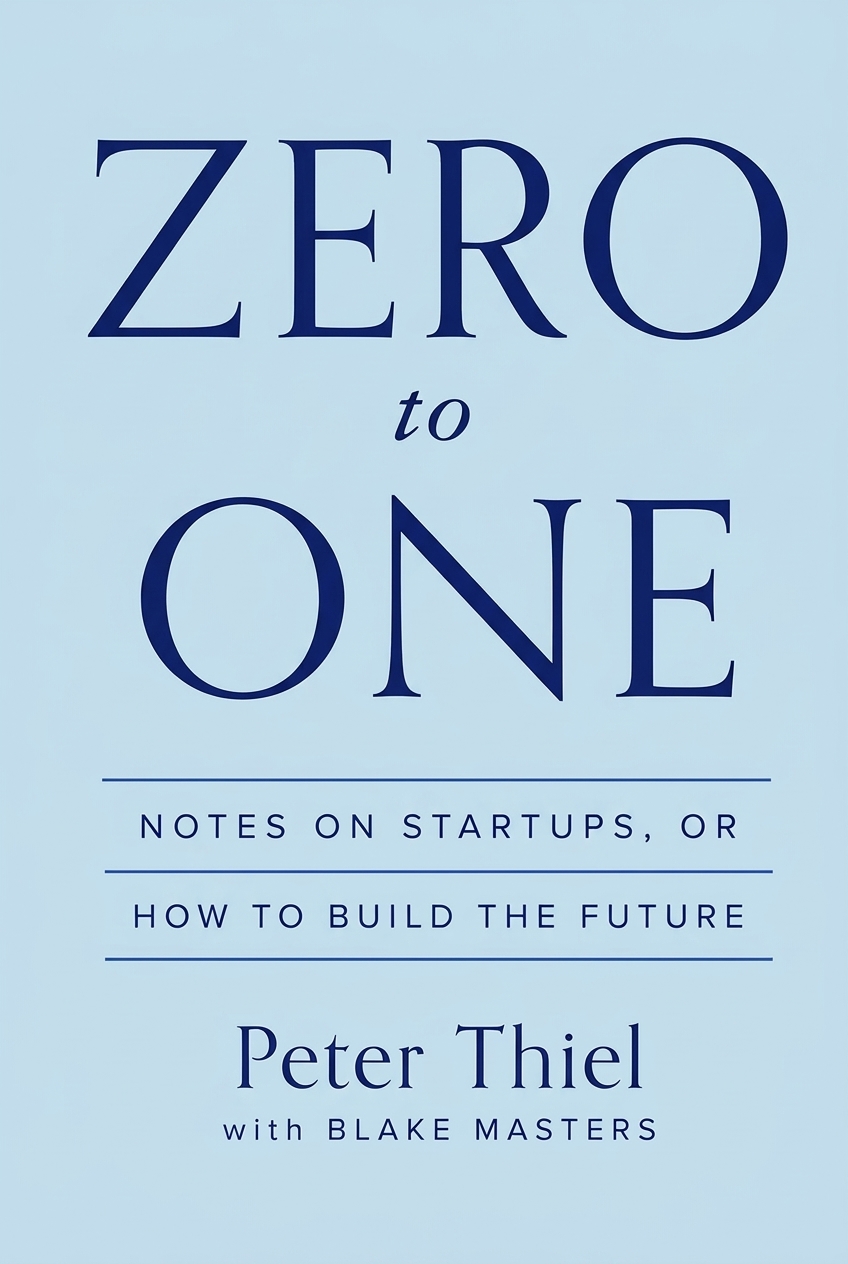 ZERO
to
ONE
NOTES ON STARTUPS, OR
HOW TO BUILD THE FUTURE
Peter Thiel
with BLAKE MASTERS